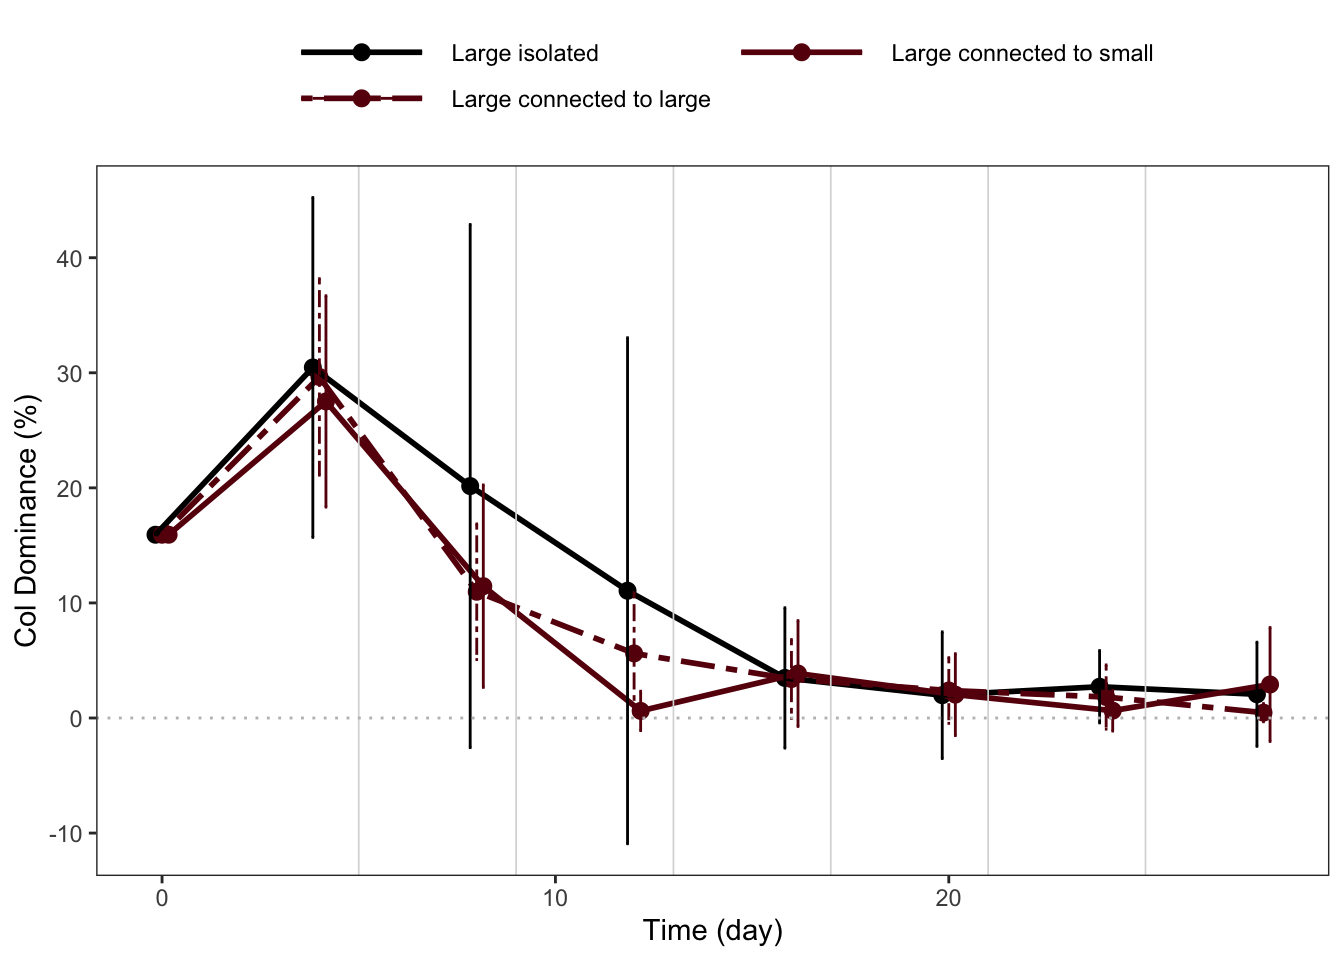 Large isolated
Large connected to small
Large connected to large
Col Dominance (%)
40
30
20
10
0
-10
0
10
20
Time (day)